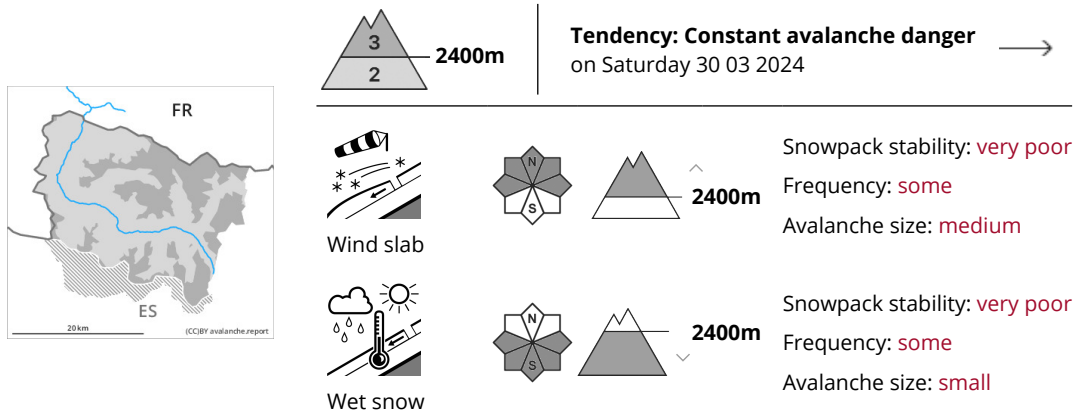 FR
ES
20 km
(CC)BY avalanche.report
3
2400m
2
Tendency: Constant avalanche danger
on Saturday 30 03 2024
Wind slab
N
S
2400m
Snowpack stability: very poor
Frequency: some
Avalanche size: medium
Wet snow
N
S
2400m
Snowpack stability: very poor
Frequency: some
Avalanche size: small